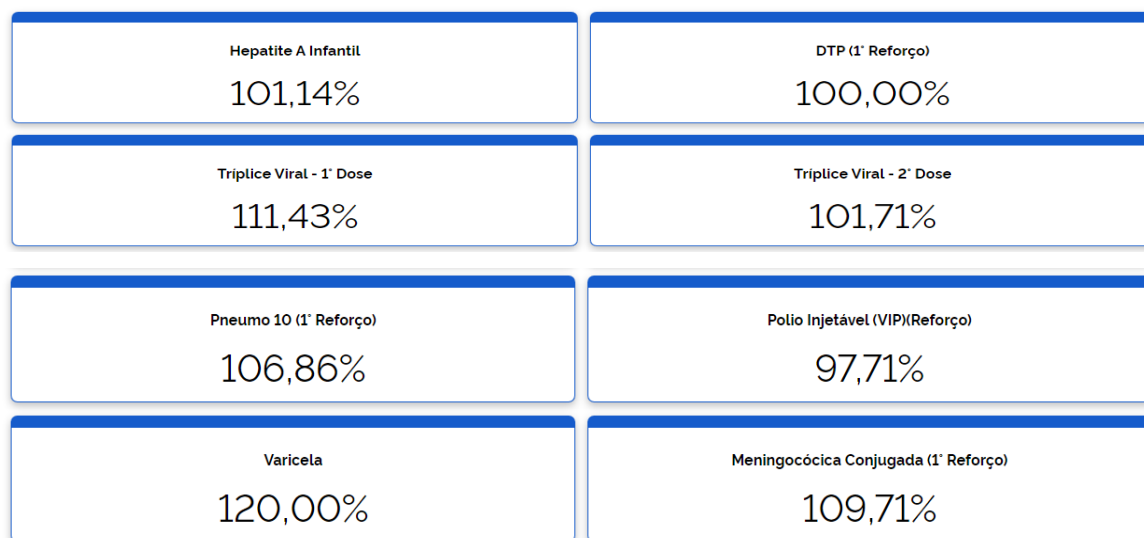 Hepatite A Infantil
101,14%
DTP (1° Reforço)
100,00%
Tríplice Viral - 1° Dose
111,43%
Tríplice Viral - 2° Dose
101,71%
Pneumo 10 (1° Reforço)
106,86%
Polio Injetável (VIP)(Reforço)
97,71%
Varicela
120,00%
Meningocócica Conjugada (1° Reforço)
109,71%